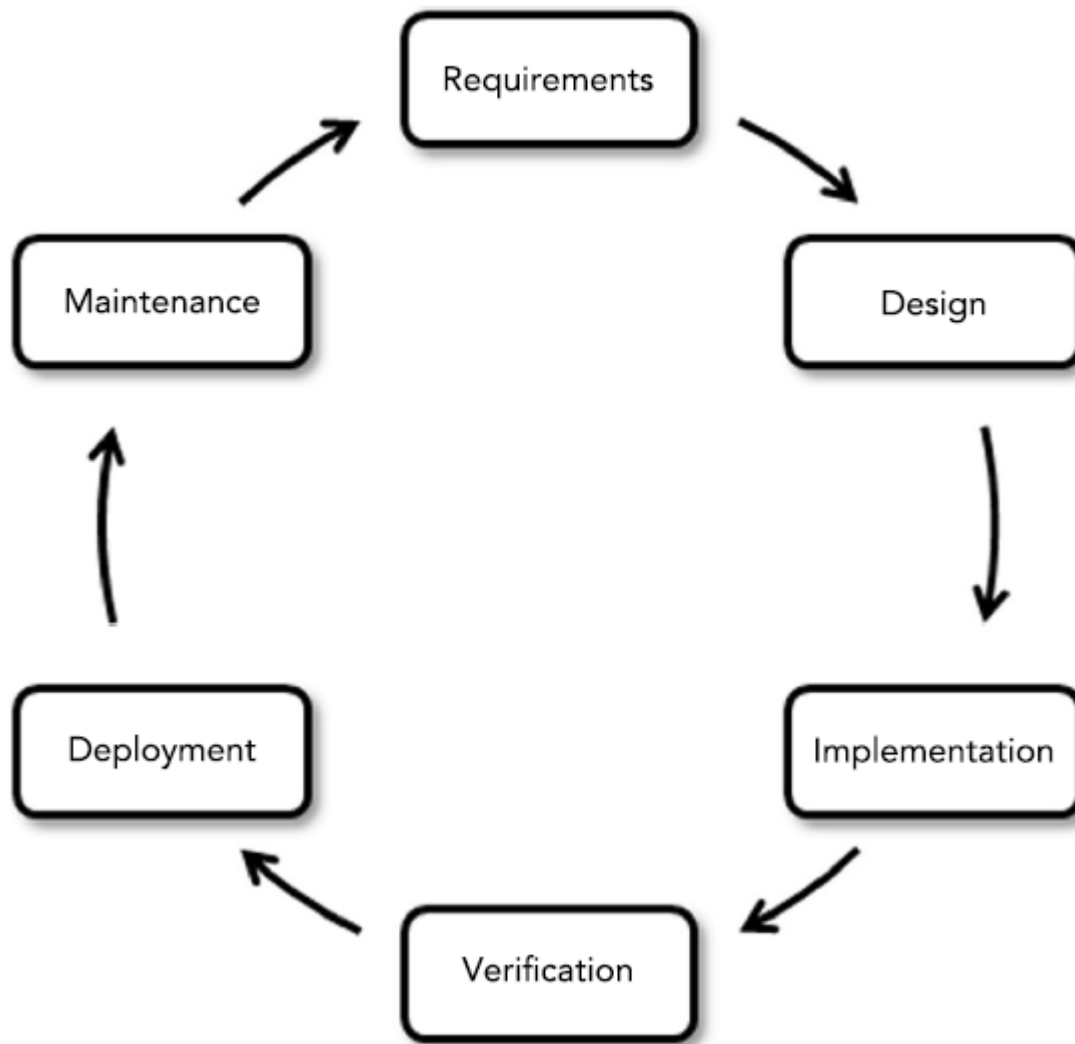 Requirements
Design
Implementation
Verification
Deployment
Maintenance